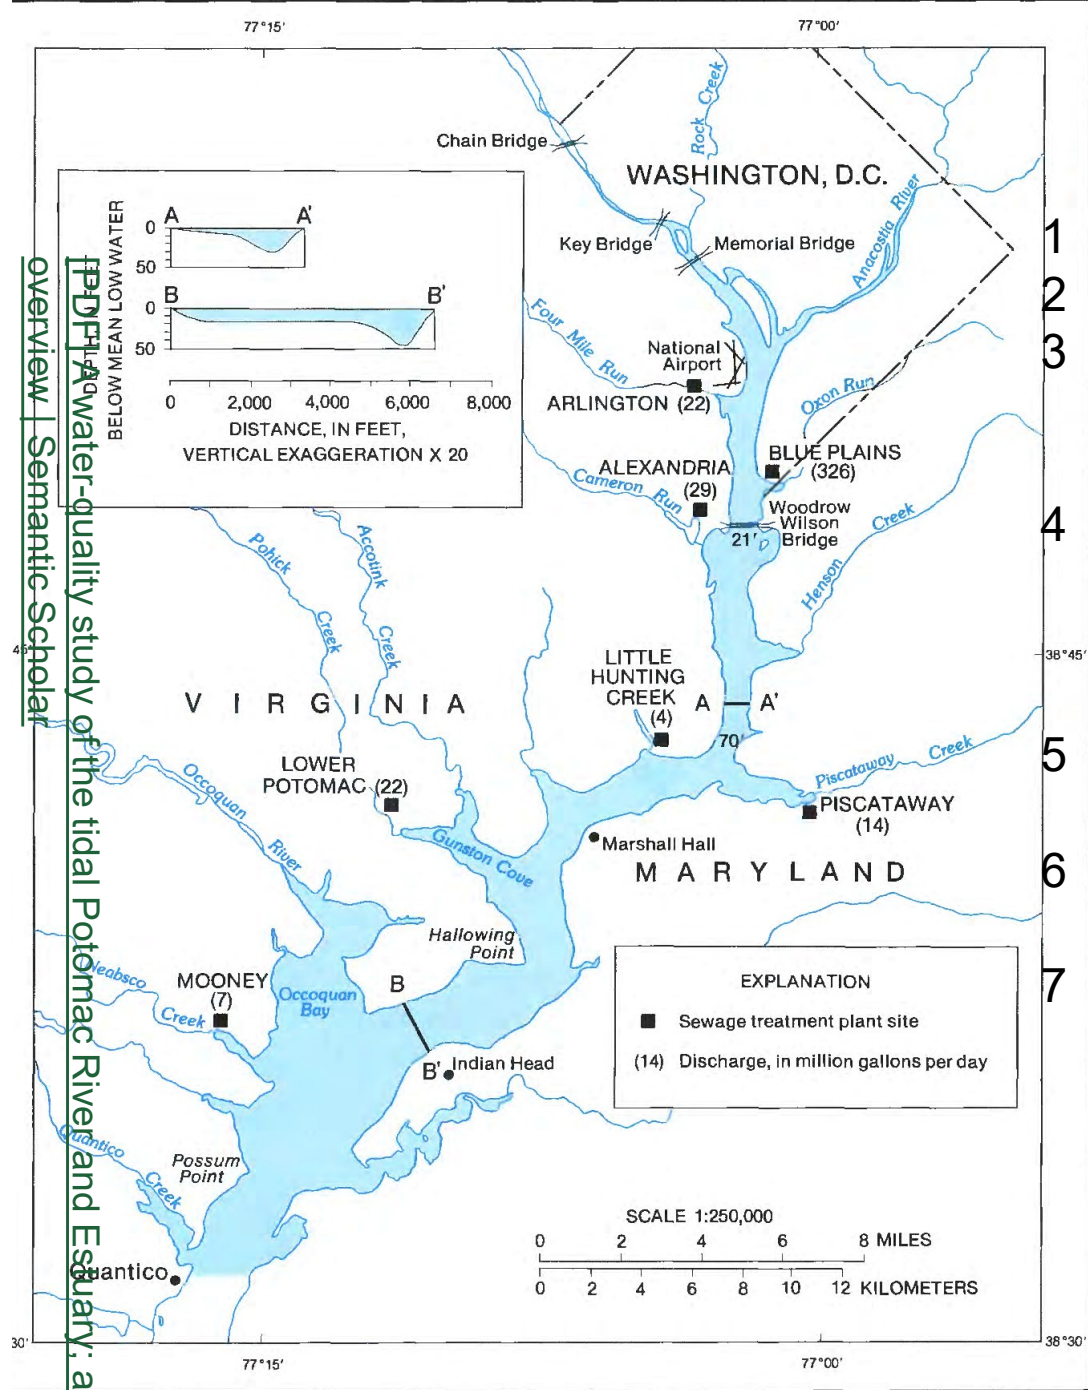 77°15'
77°00'
Chain Bridge
Rock Creek
WASHINGTON, D.C.
Key Bridge
Memorial Bridge
Anacostia River
DEPTH, IN FEET,
BELOW MEAN LOW WATER
A
A'
0
50
B
B'
0
50
0
2,000
4,000
6,000
8,000
DISTANCE, IN FEET,
VERTICAL EXAGGERATION X 20
Four Mile Run
National
Airport
ARLINGTON (22)
Oxon Run
BLUE PLAINS
(326)
ALEXANDRIA
(29)
Cameron Run
Woodrow
Wilson
Bridge
21'
Henson Creek
Pohick Creek
Accotink Creek
45'
38°45'
LITTLE
HUNTING
CREEK
(4)
A
A'
70'
VIRGINIA
LOWER
POTOMAC (22)
Piscataway Creek
PISCATAWAY
(14)
Occoquan River
Gunston Cove
Marshall Hall
MARYLAND
Hallowing
Point
Neabsco Creek
MOONEY
(7)
Occoquan
Bay
B
B'
Indian Head
EXPLANATION
Sewage treatment plant site
(14) Discharge, in million gallons per day
Quantico Creek
Possum
Point
Quantico
SCALE 1:250,000
0 2 4 6 8 MILES
0 2 4 6 8 10 12 KILOMETERS
30'
38°30'
77°15'
77°00'
1
2
3
4
5
6
7
[PDF] A water-quality study of the tidal Potomac River and Estuary; a
overview | Semantic Scholar